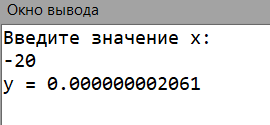 Окно вывода
Введите значение x:
-20
y = 0.000000002061